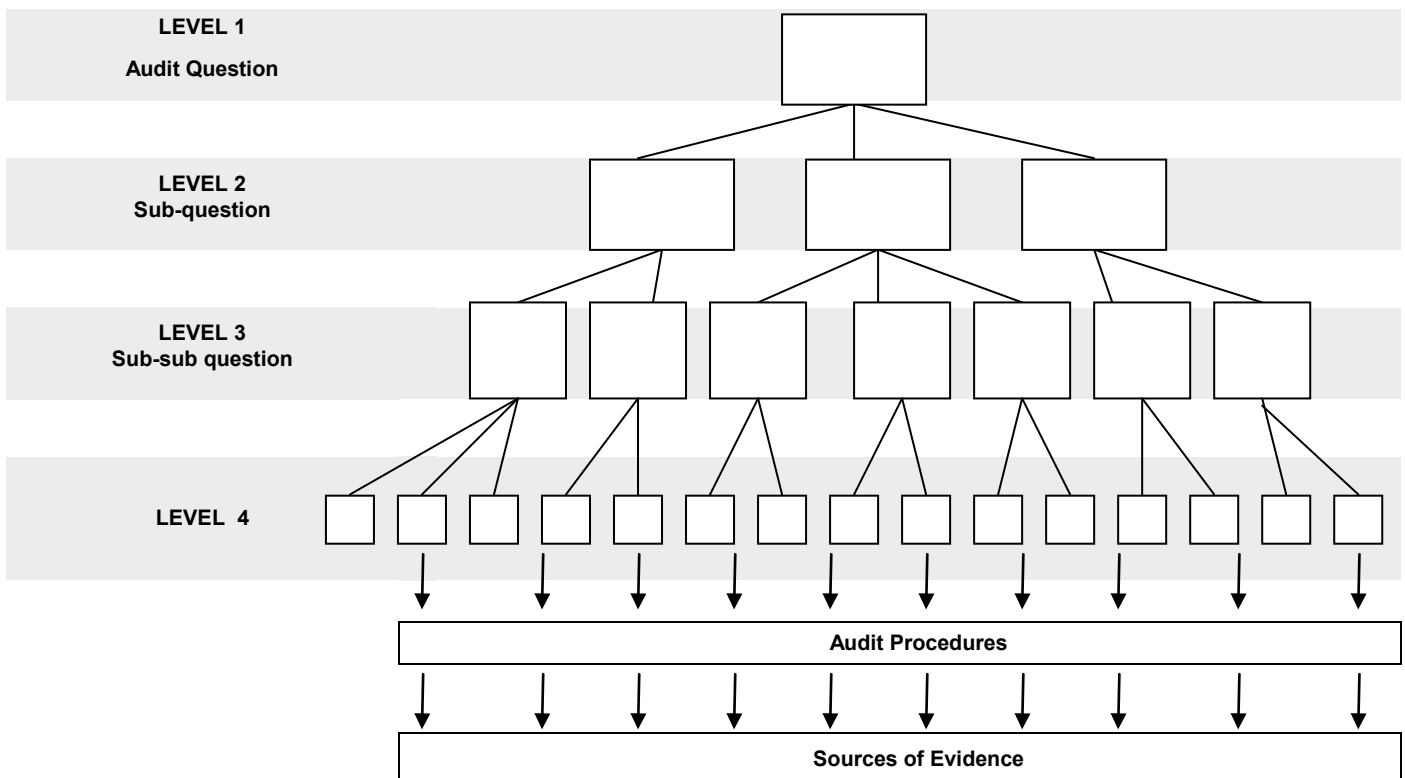 LEVEL 1
Audit Question
LEVEL 2
Sub-question
LEVEL 3
Sub-sub question
LEVEL 4
Audit Procedures
Sources of Evidence